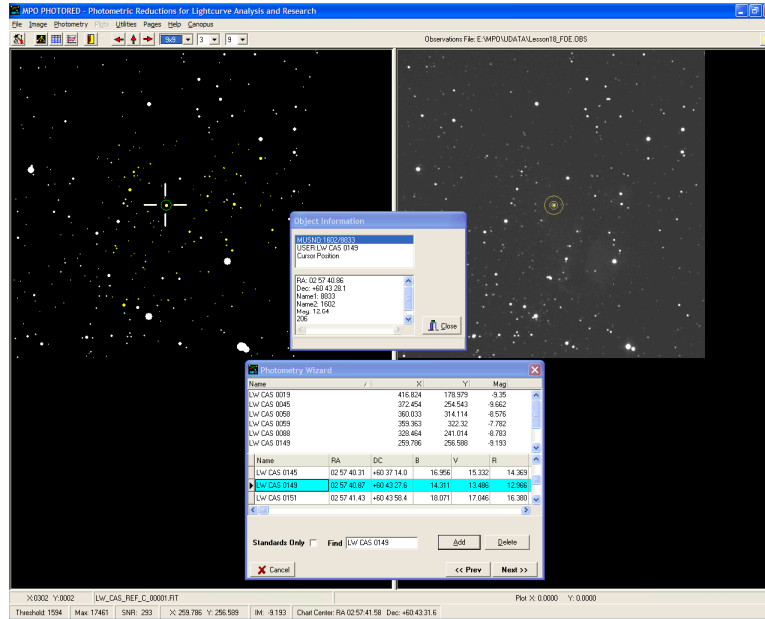 MPO PHOTORED - Photometric Reductions for Lightcurve Analysis and Research
File Image Photometry Plots Utilities Pages Help Canopus
9x9 3 9 Observations File: E:\MPO\UDATA\Lesson18_FOE.OBS
Object Information
MUSNO:1602/8833
USER:LW CAS 0149
Cursor Position
RA: 02 57 40.86
Dec: +60 43 28.1
Name1: 8833
Name2: 1602
Mag: 12.64
206
Close
Photometry Wizard
Name / X Y Mag
LW CAS 0019 416.824 178.979 -9.35
LW CAS 0045 372.454 254.543 -9.662
LW CAS 0058 360.033 314.114 -8.576
LW CAS 0059 359.363 322.32 -7.782
LW CAS 0088 328.464 241.014 -8.783
LW CAS 0149 259.786 256.588 -9.193
Name RA DC B V R
LW CAS 0145 02 57 40.31 +60 37 14.0 16.956 15.332 14.369
LW CAS 0149 02 57 40.87 +60 43 27.6 14.311 13.486 12.966
LW CAS 0151 02 57 41.43 +60 43 58.4 18.071 17.046 16.380
Standards Only Find LW CAS 0149 Add Delete
Cancel << Prev Next >>
X:0302 Y:0002 LW_CAS_REF_C_00001.FIT Plot X: 0.0000 Y: 0.0000
Threshold: 1594 Max: 17461 SNR: 293 X: 259.786 Y: 256.589 IM: -9.193 Chart Center: RA 02:57:41.58 Dec: +60:43:31.6